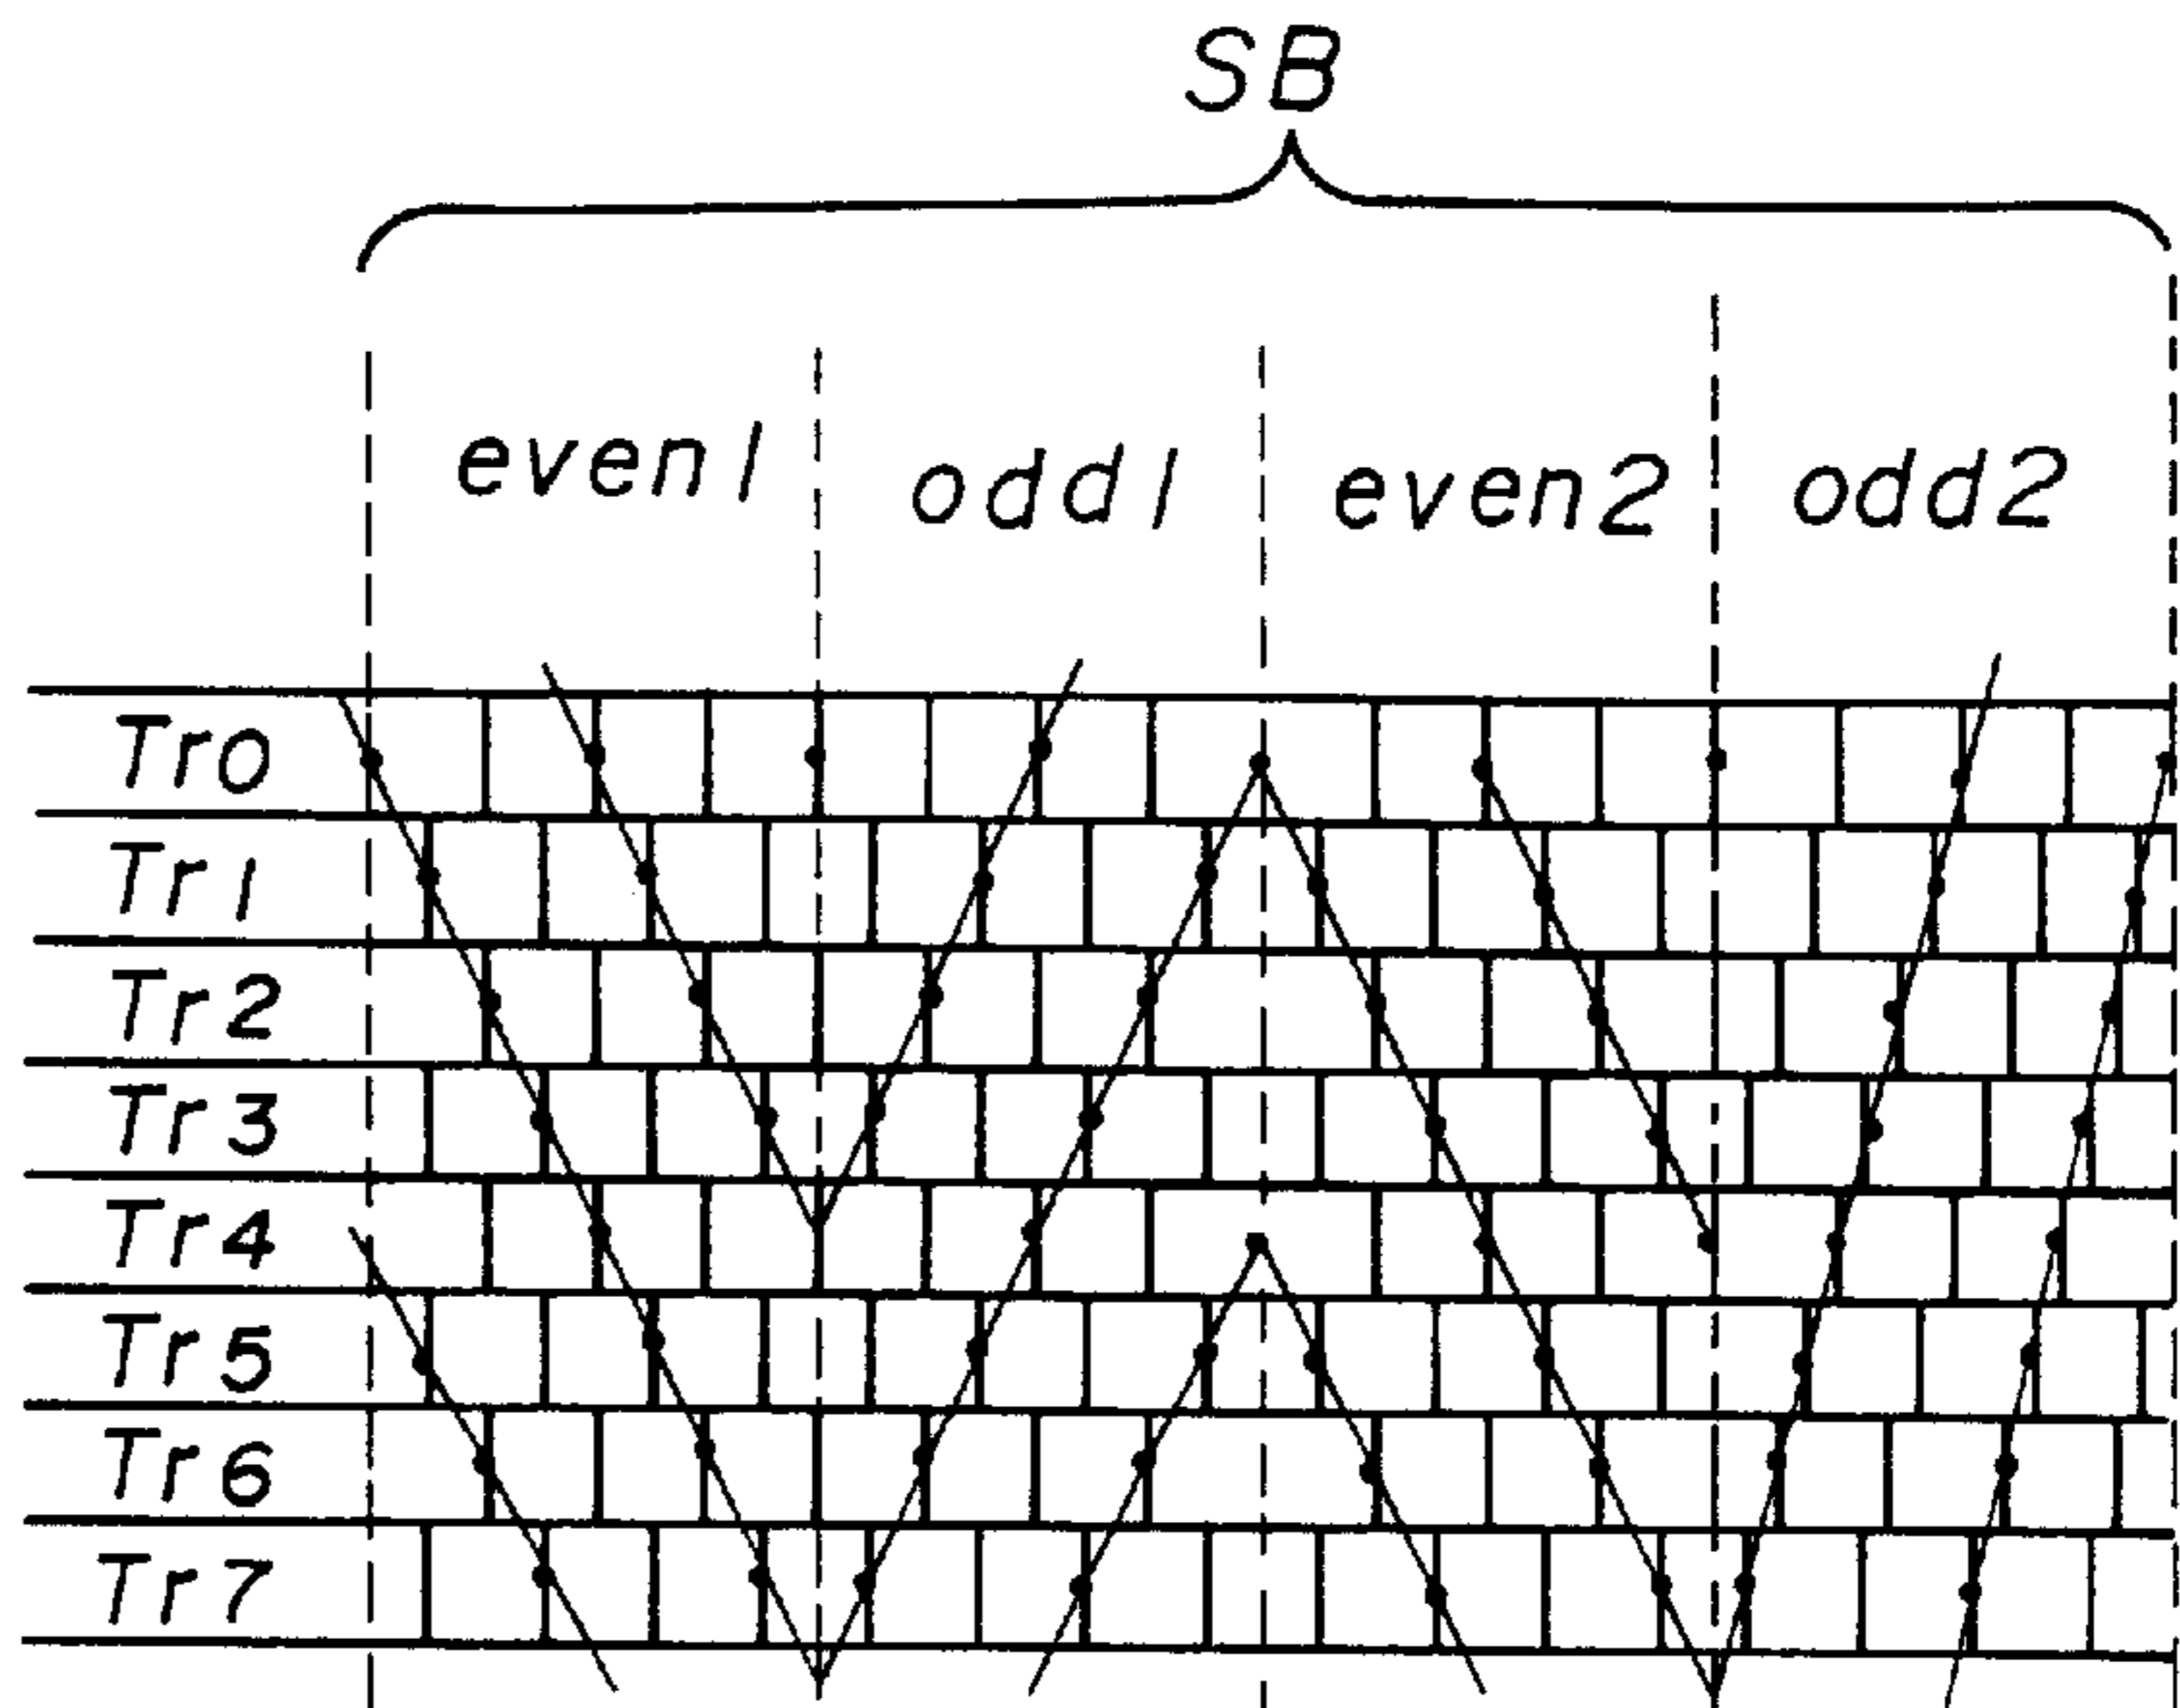 SB
even1 odd1 even2 odd2
Tr0
Tr1
Tr2
Tr3
Tr4
Tr5
Tr6
Tr7